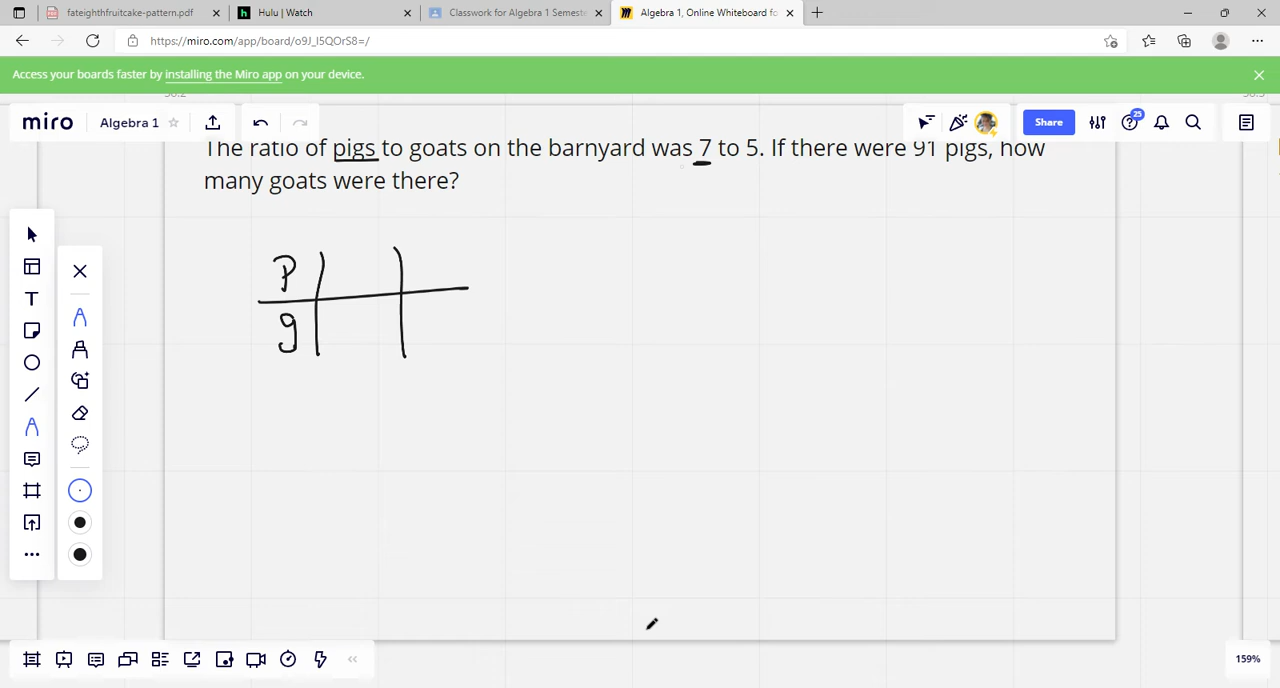 fateighthfruitcake-pattern.pdf
Hulu | Watch
Classwork for Algebra 1 Semeste
Algebra 1, Online Whiteboard fo
https://miro.com/app/board/o9J_l5QOrS8=/
Access your boards faster by installing the Miro app on your device.
miro Algebra 1
Share
25
The ratio of pigs to goats on the barnyard was 7 to 5. If there were 91 pigs, how
many goats were there?
P
g
159%